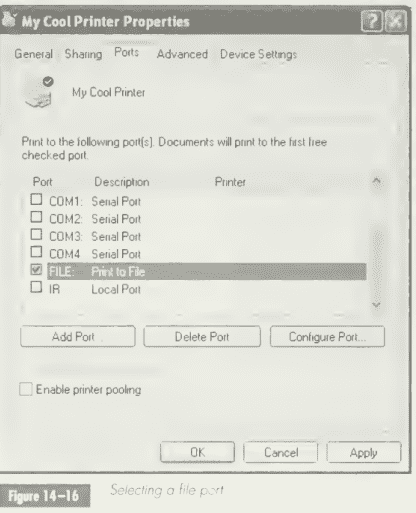 My Cool Printer Properties
General Sharing Ports Advanced Device Settings
My Cool Printer
Print to the following port(s). Documents will print to the first free
checked port.
Port Description Printer
COM1: Serial Port
COM2: Serial Port
COM3: Serial Port
COM4 Serial Port
FILE: Print to File
IR Local Port
Add Port... Delete Port Configure Port...
Enable printer pooling
OK Cancel Apply
Figure 14–16 Selecting a file port